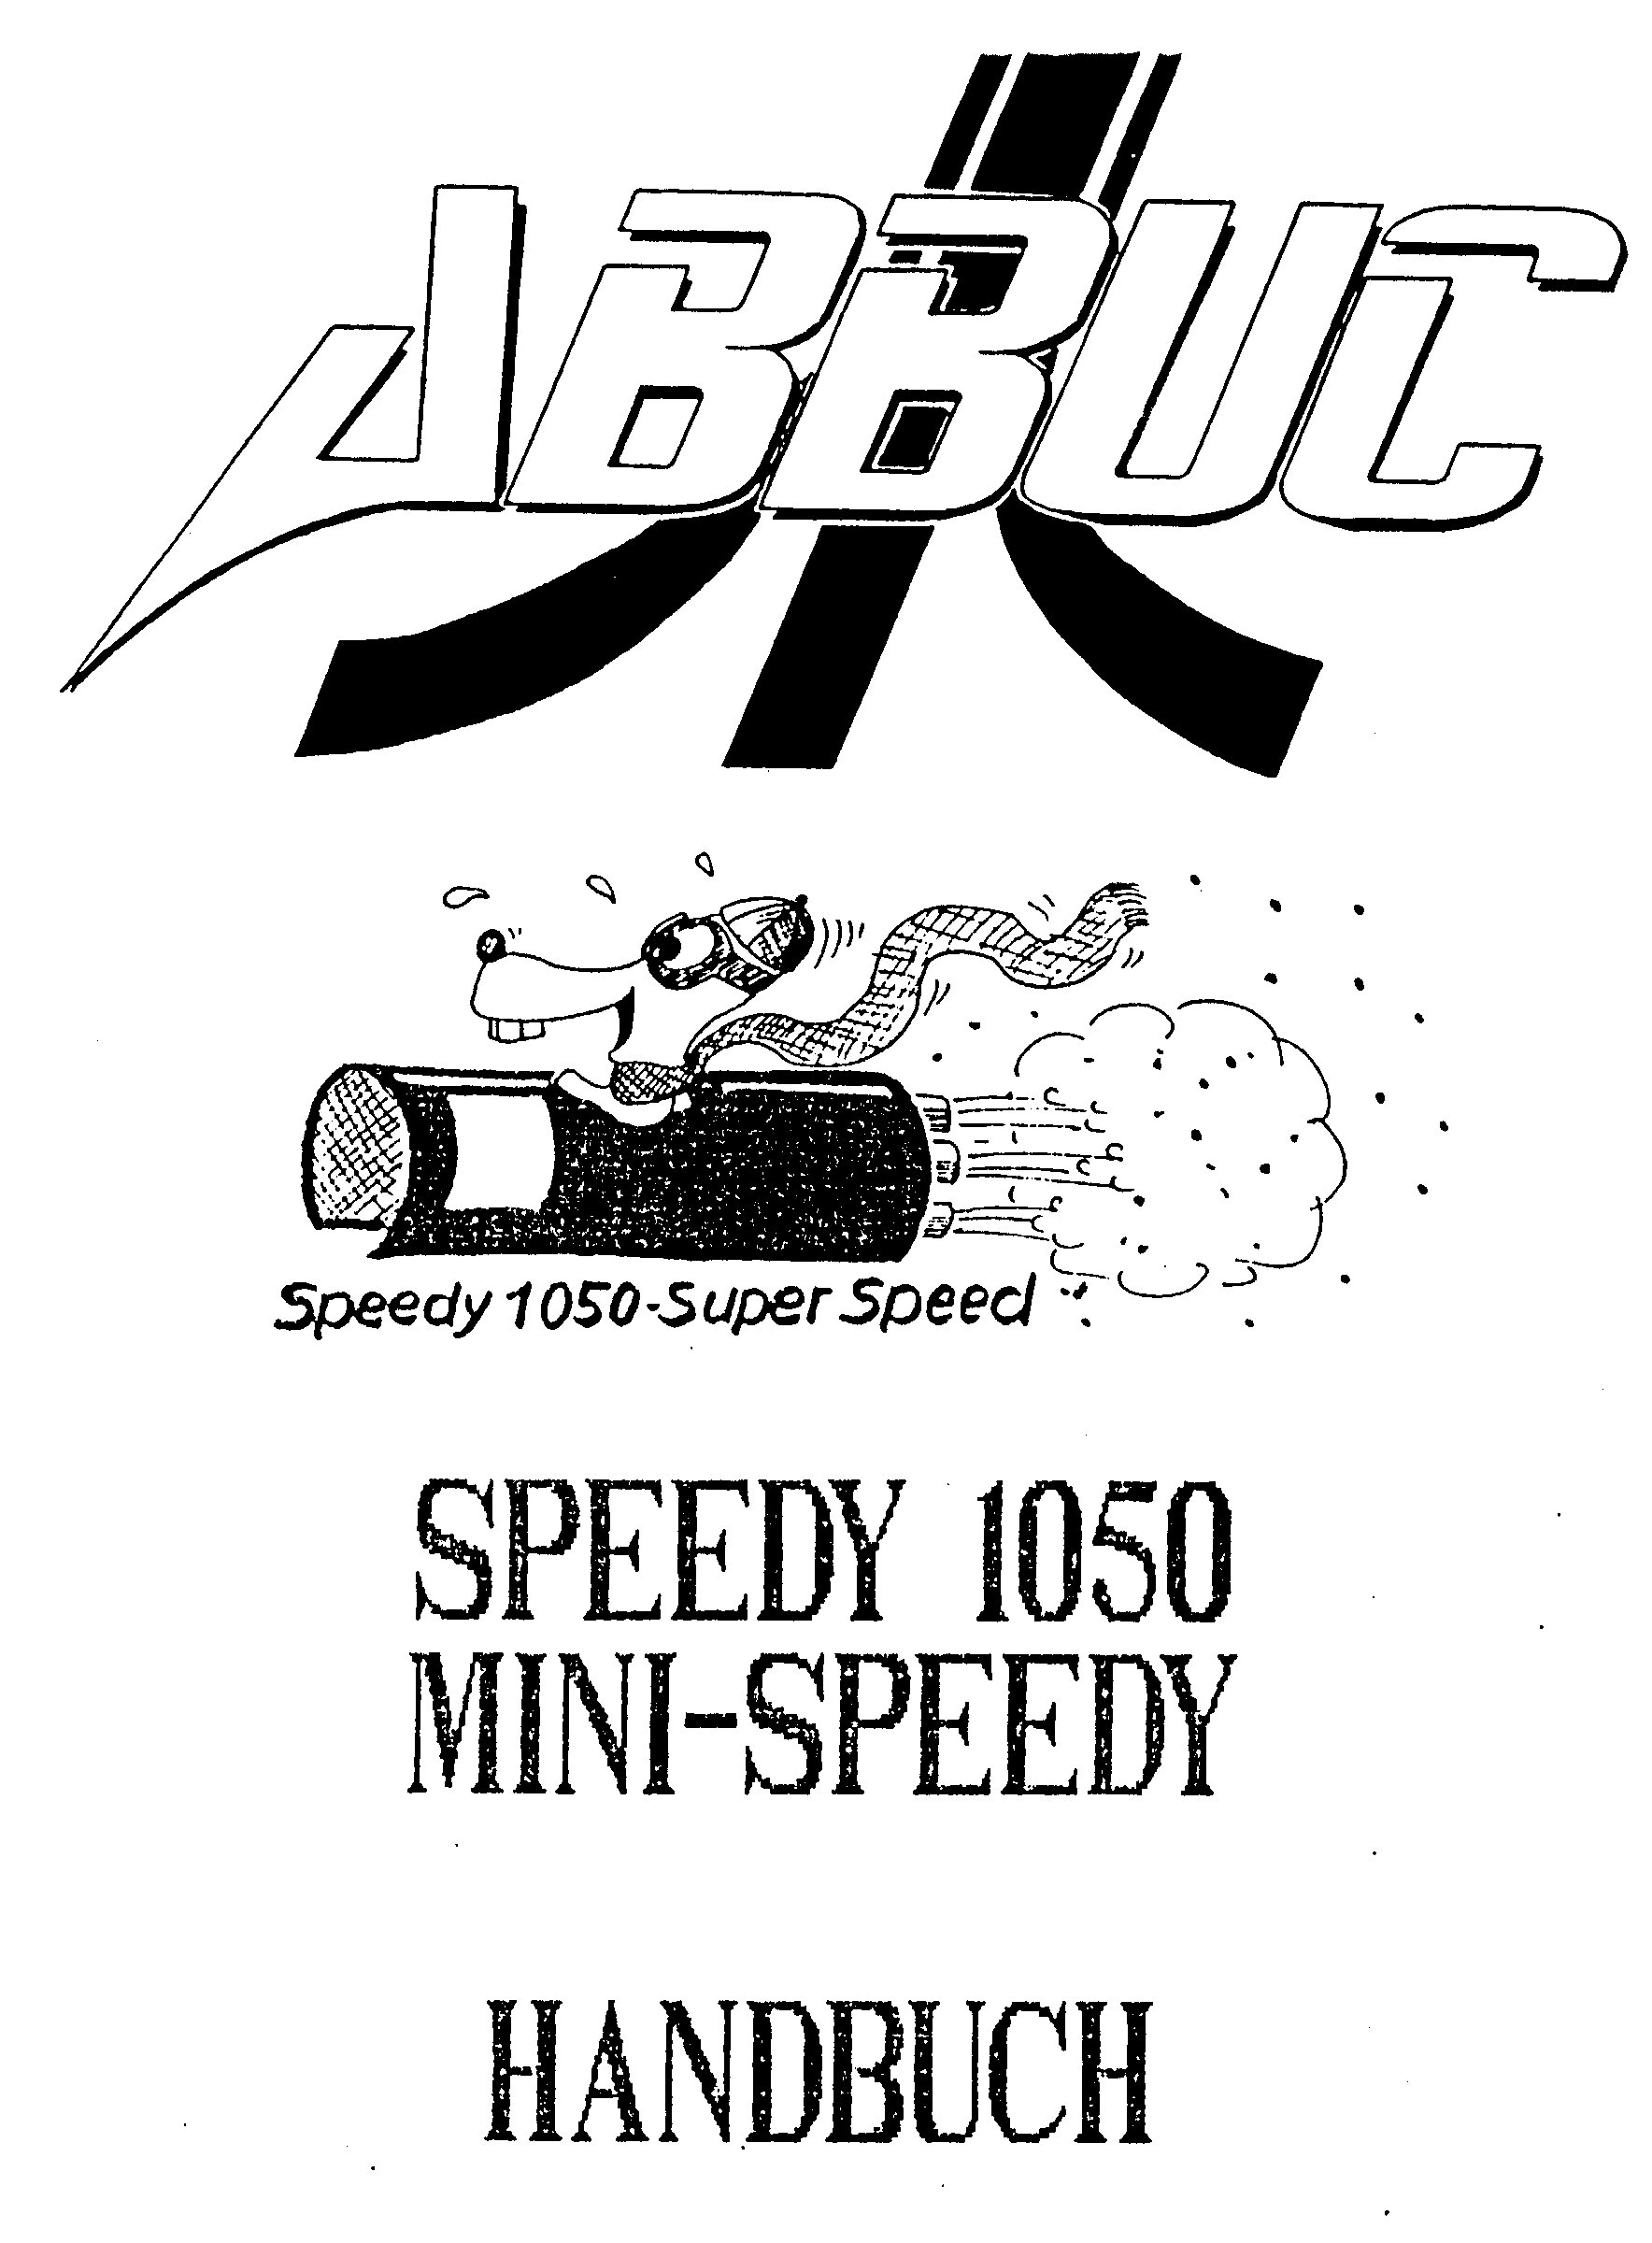 ABBUC
Speedy 1050-Super Speed
SPEEDY 1050
MINI-SPEEDY
HANDBUCH